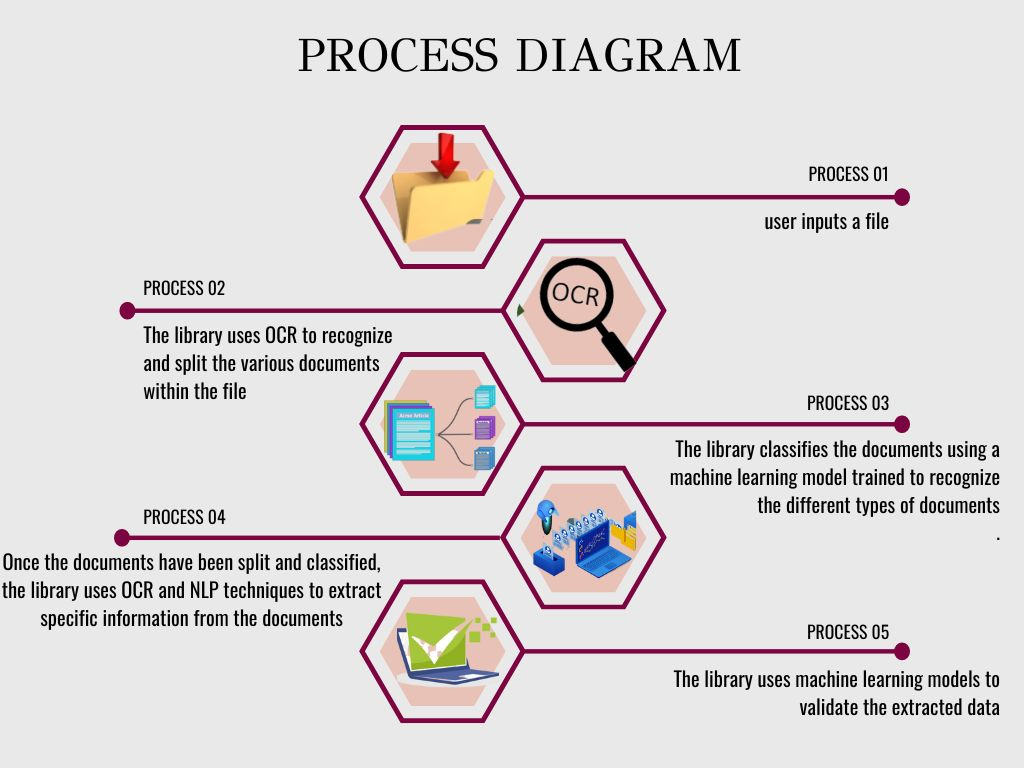 PROCESS DIAGRAM
PROCESS 01
user inputs a file
OCR
PROCESS 02
The library uses OCR to recognize
and split the various documents
within the file
PROCESS 03
The library classifies the documents using a
machine learning model trained to recognize
the different types of documents
.
PROCESS 04
Once the documents have been split and classified,
the library uses OCR and NLP techniques to extract
specific information from the documents
PROCESS 05
The library uses machine learning models to
validate the extracted data